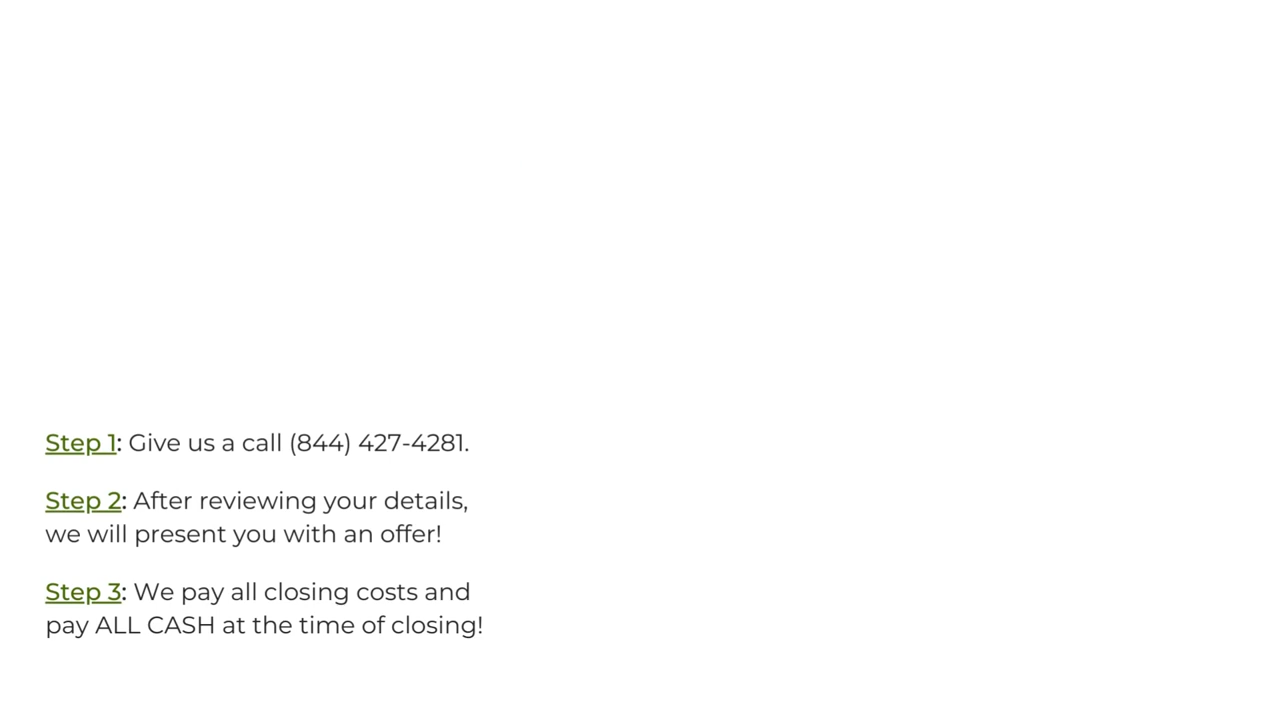 Step 1: Give us a call (844) 427-4281.
Step 2: After reviewing your details,
we will present you with an offer!
Step 3: We pay all closing costs and
pay ALL CASH at the time of closing!